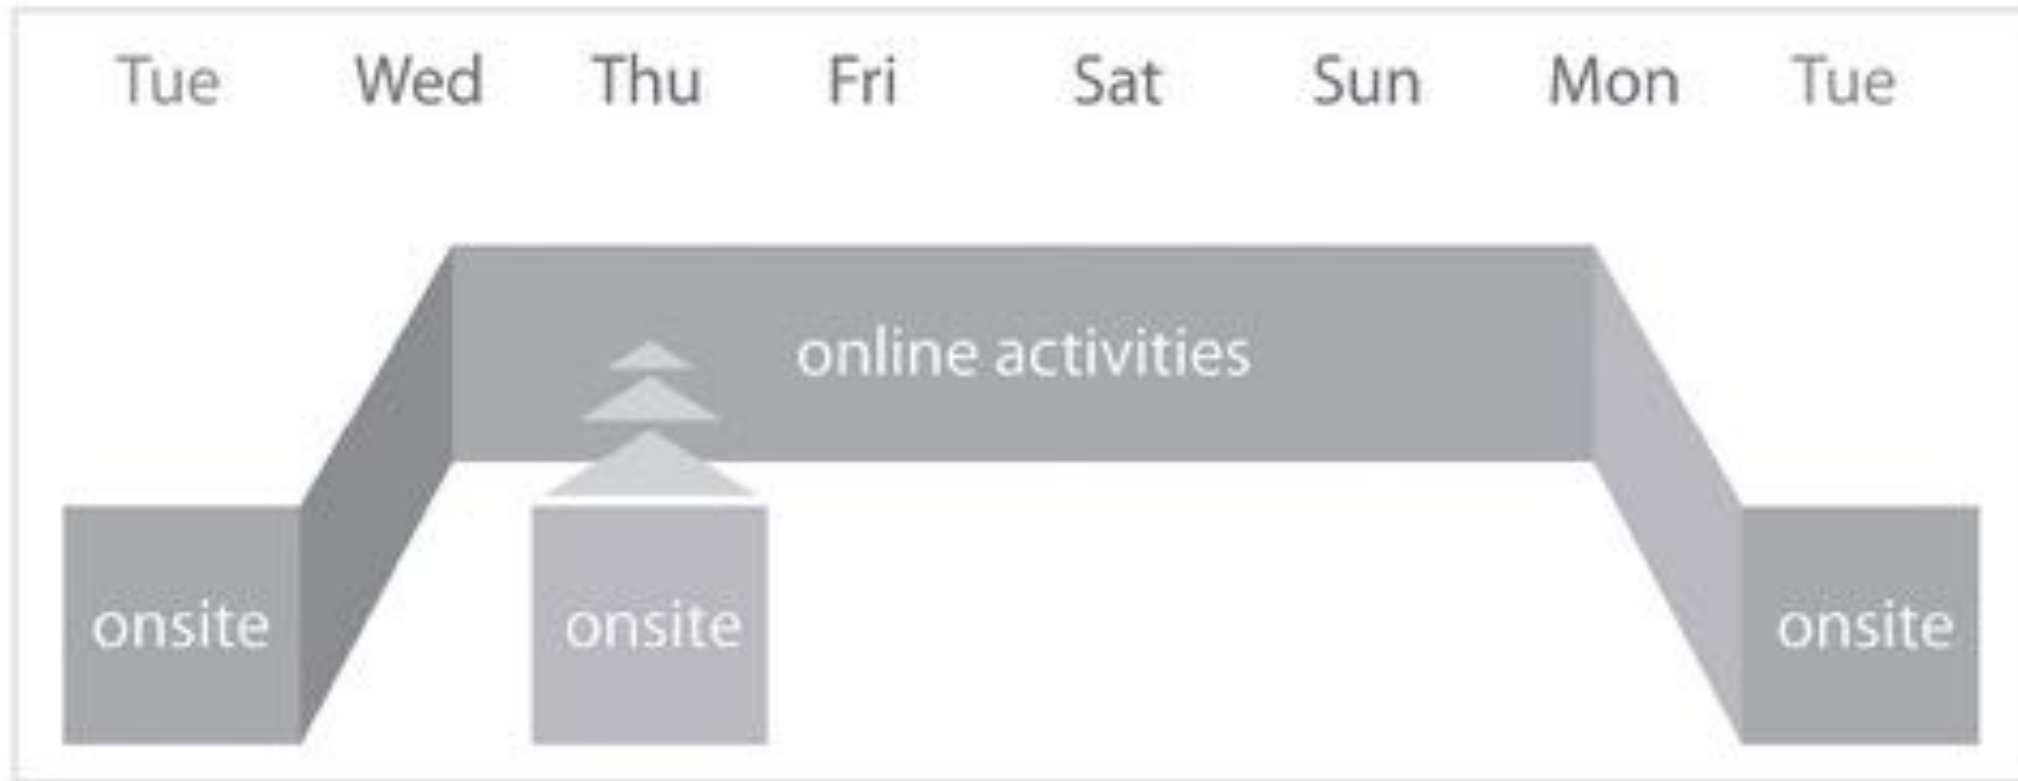 Tue Wed Thu Fri Sat Sun Mon Tue
online activities
onsite onsite onsite